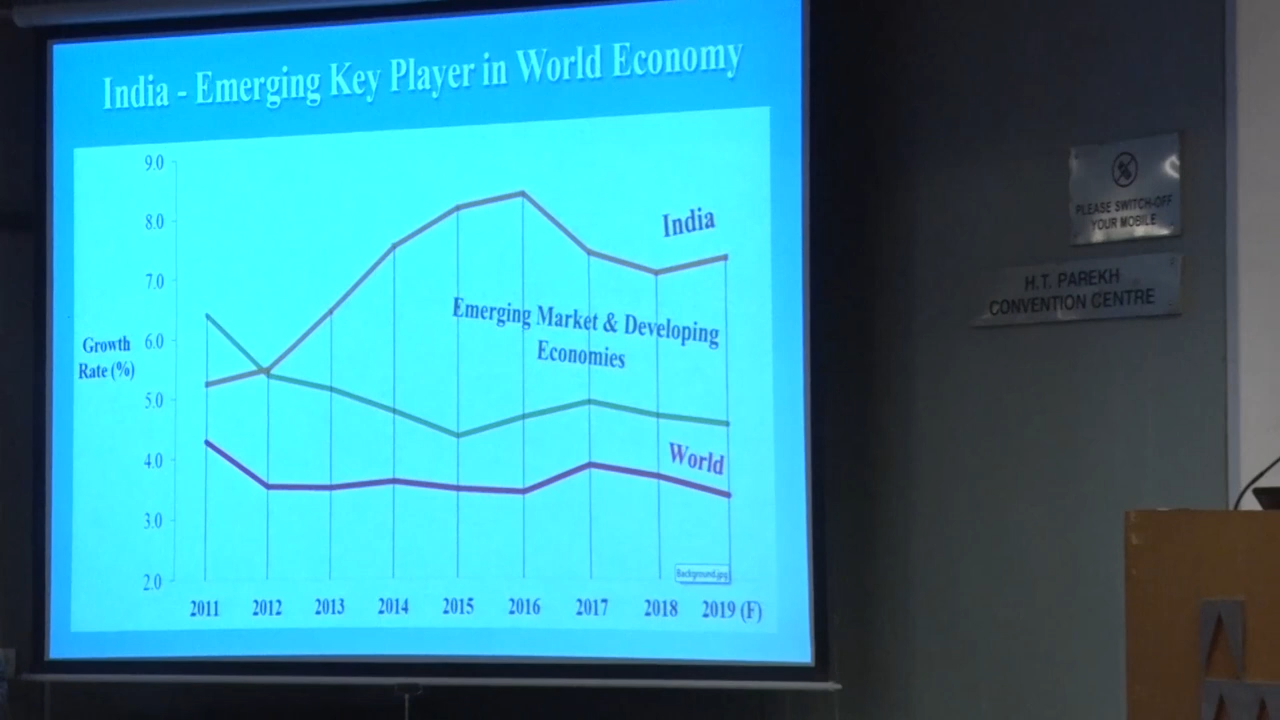 India - Emerging Key Player in World Economy
9.0
8.0
7.0
6.0
5.0
4.0
3.0
2.0
Growth
Rate (%)
India
Emerging Market & Developing
Economies
World
Background.jpg
2011 2012 2013 2014 2015 2016 2017 2018 2019 (F)
PLEASE SWITCH-OFF
YOUR MOBILE
H.T. PAREKH
CONVENTION CENTRE